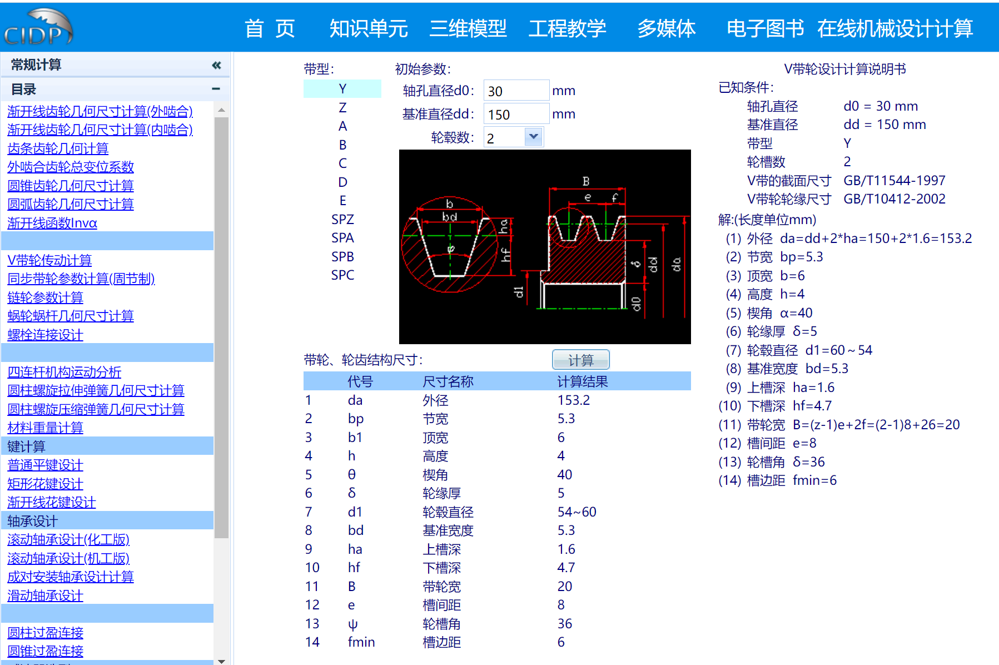 CIDP
首 页 知识单元 三维模型 工程教学 多媒体 电子图书 在线机械设计计算
常规计算
目录
渐开线齿轮几何尺寸计算(外啮合)
渐开线齿轮几何尺寸计算(内啮合)
齿条齿轮几何计算
外啮合齿轮总变位系数
圆锥齿轮几何尺寸计算
圆弧齿轮几何尺寸计算
渐开线函数Invα
V带轮传动计算
同步带轮参数计算(周节制)
链轮参数计算
蜗轮蜗杆几何尺寸计算
螺栓连接设计
四连杆机构运动分析
圆柱螺旋拉伸弹簧几何尺寸计算
圆柱螺旋压缩弹簧几何尺寸计算
材料重量计算
键计算
普通平键设计
矩形花键设计
渐开线花键设计
轴承设计
滚动轴承设计(化工版)
滚动轴承设计(机工版)
成对安装轴承设计计算
滑动轴承设计
圆柱过盈连接
圆锥过盈连接
带型：
Y
Z
A
B
C
D
E
SPZ
SPA
SPB
SPC
初始参数：
轴孔直径d0： 30 mm
基准直径dd： 150 mm
轮毂数： 2
b
bd
ha
hf
B
e f
d1
δ
dd
da
d0
带轮、轮齿结构尺寸： 计算
代号 尺寸名称 计算结果
1 da 外径 153.2
2 bp 节宽 5.3
3 b1 顶宽 6
4 h 高度 4
5 θ 楔角 40
6 δ 轮缘厚 5
7 d1 轮毂直径 54~60
8 bd 基准宽度 5.3
9 ha 上槽深 1.6
10 hf 下槽深 4.7
11 B 带轮宽 20
12 e 槽间距 8
13 ψ 轮槽角 36
14 fmin 槽边距 6
V带轮设计计算说明书
已知条件：
轴孔直径 d0 = 30 mm
基准直径 dd = 150 mm
带型 Y
轮槽数 2
V带的截面尺寸 GB/T11544-1997
V带轮轮缘尺寸 GB/T10412-2002
解:(长度单位mm)
(1) 外径 da=dd+2*ha=150+2*1.6=153.2
(2) 节宽 bp=5.3
(3) 顶宽 b=6
(4) 高度 h=4
(5) 楔角 α=40
(6) 轮缘厚 δ=5
(7) 轮毂直径 d1=60～54
(8) 基准宽度 bd=5.3
(9) 上槽深 ha=1.6
(10) 下槽深 hf=4.7
(11) 带轮宽 B=(z-1)e+2f=(2-1)8+26=20
(12) 槽间距 e=8
(13) 轮槽角 δ=36
(14) 槽边距 fmin=6